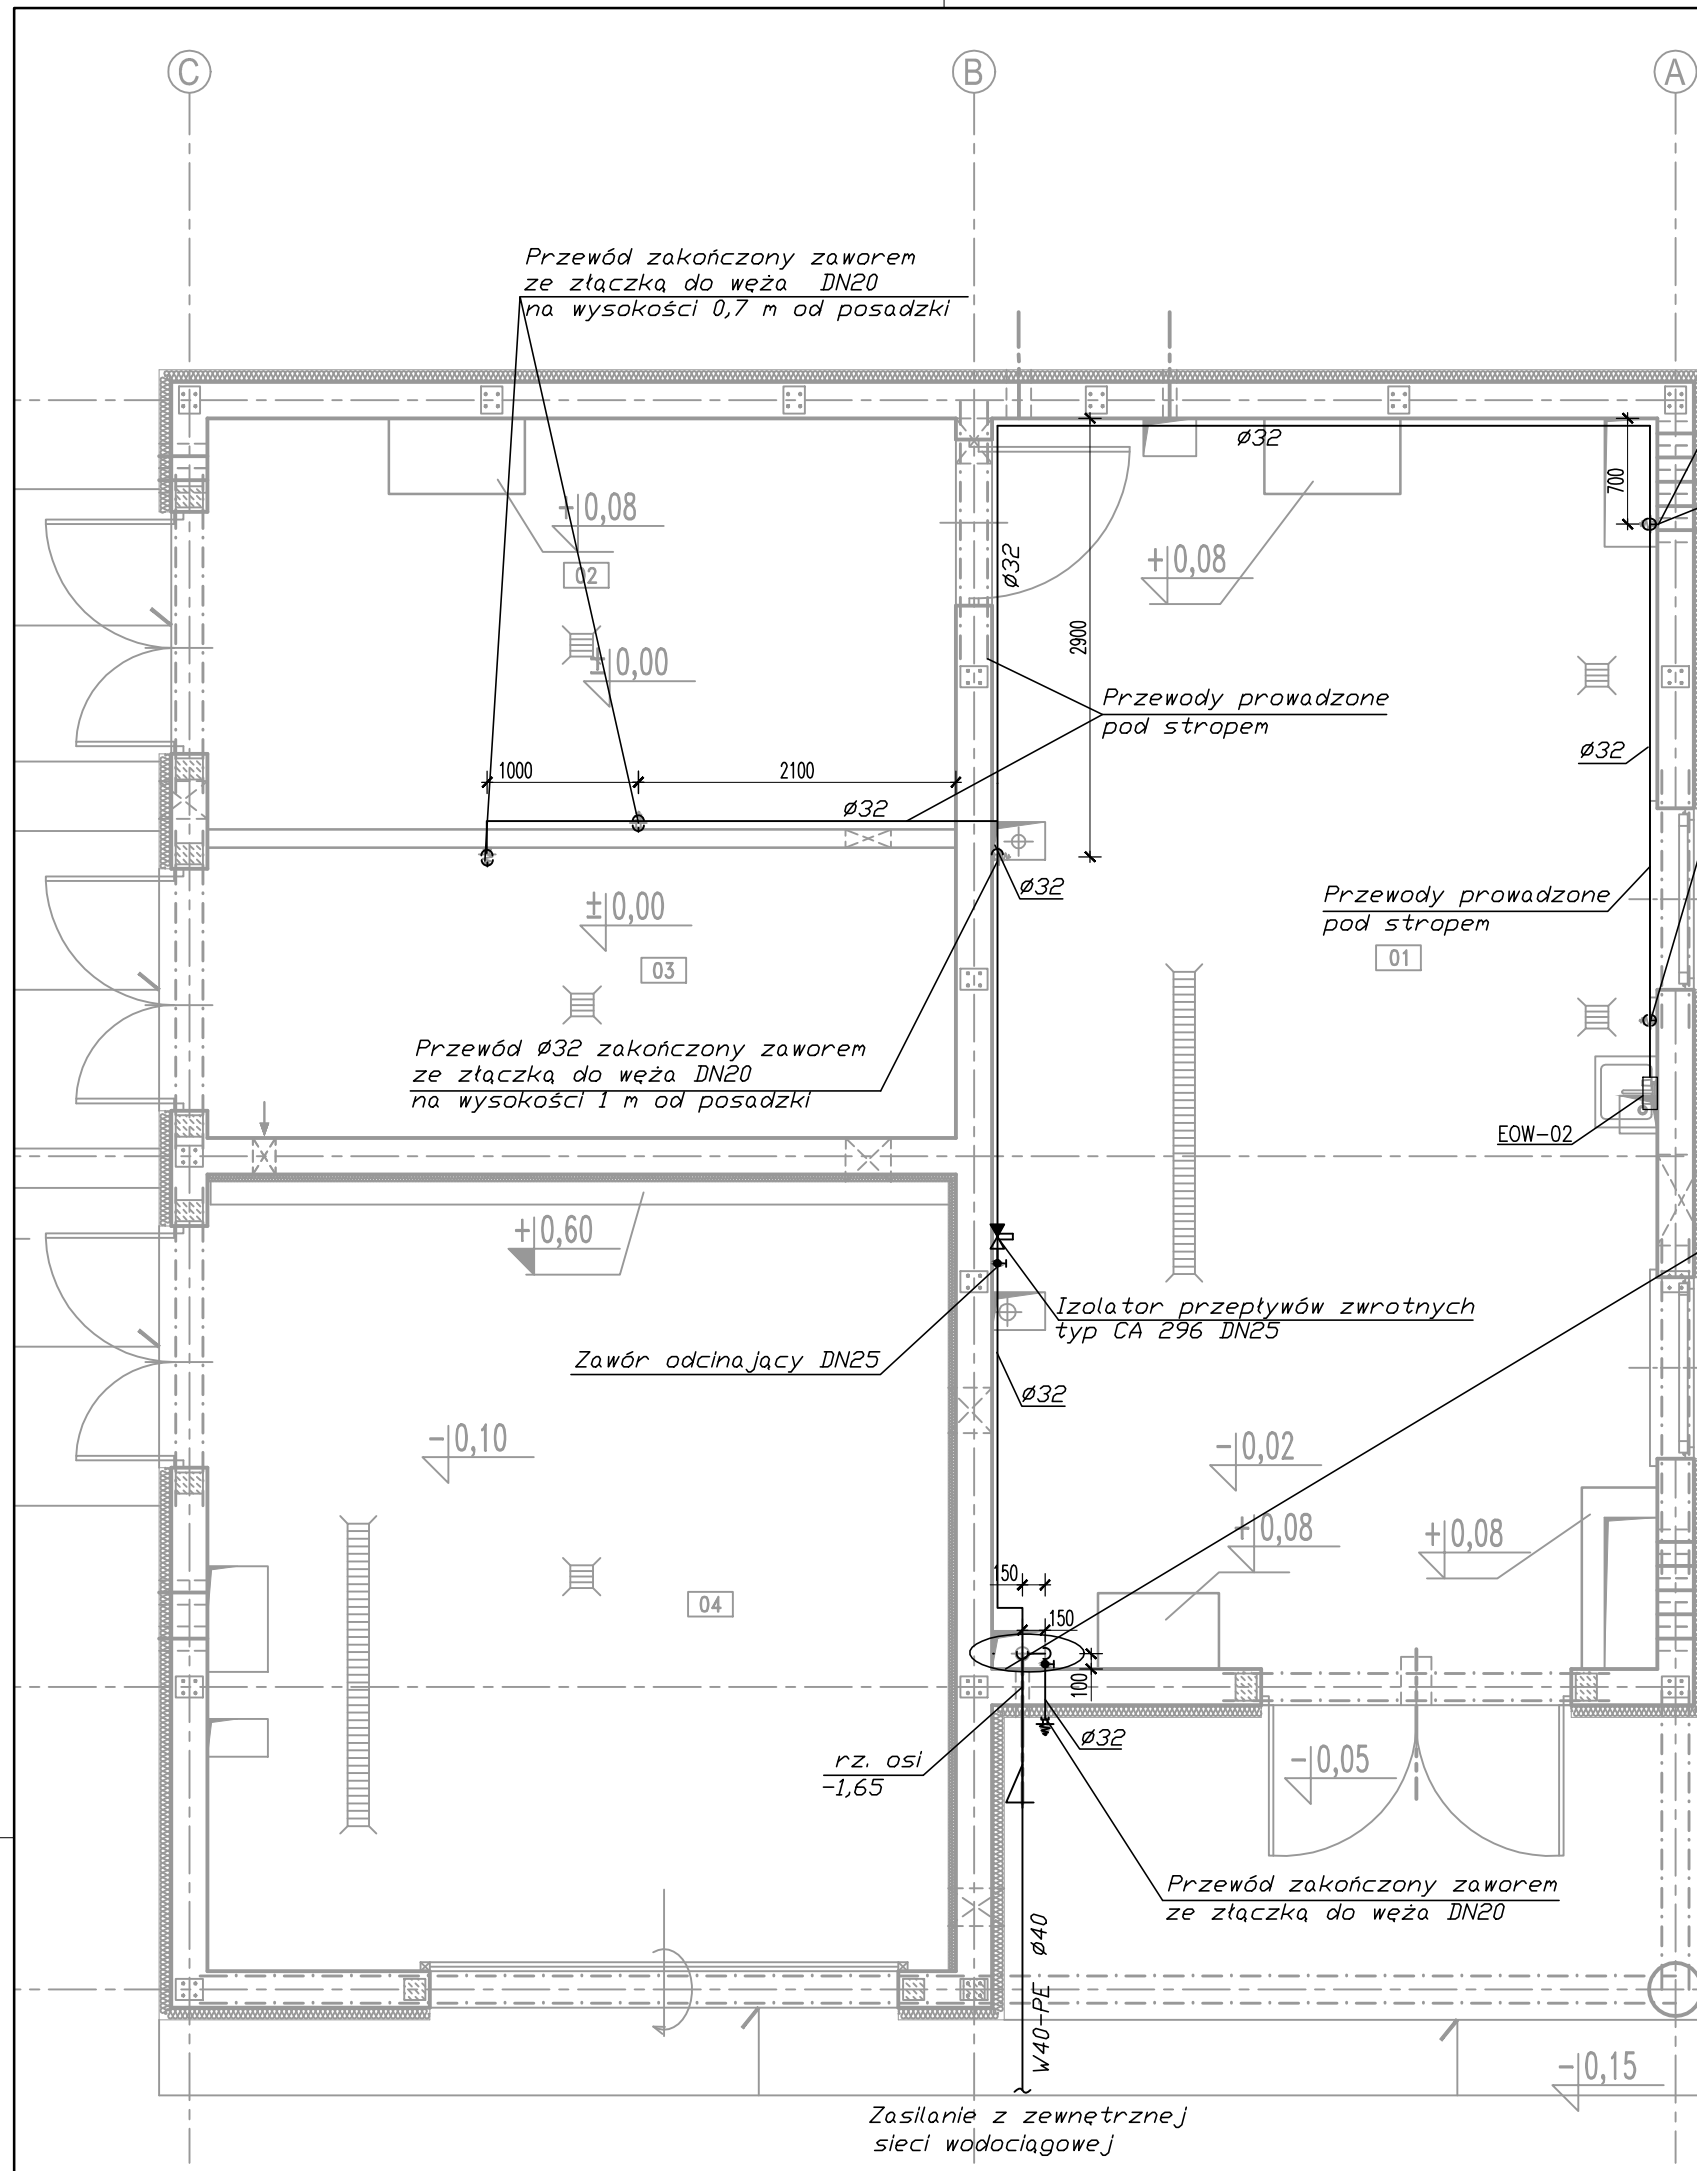 C
B
A
Przewód zakończony zaworem
ze złączką do węża DN20
na wysokości 0,7 m od posadzki
ø32
700
+0,08
02
ø32
+0,08
±0,00
2900
Przewody prowadzone
pod stropem
ø32
1000
2100
ø32
ø32
Przewody prowadzone
pod stropem
±0,00
03
01
Przewód ø32 zakończony zaworem
ze złączką do węża DN20
na wysokości 1 m od posadzki
EOW-02
+0,60
Izolator przepływów zwrotnych
typ CA 296 DN25
Zawór odcinający DN25
ø32
-0,10
-0,02
+0,08
+0,08
150
04
150
100
ø32
rz. osi
-1,65
-0,05
Przewód zakończony zaworem
ze złączką do węża DN20
W40-PE ø40
-0,15
Zasilanie z zewnętrznej
sieci wodociągowej